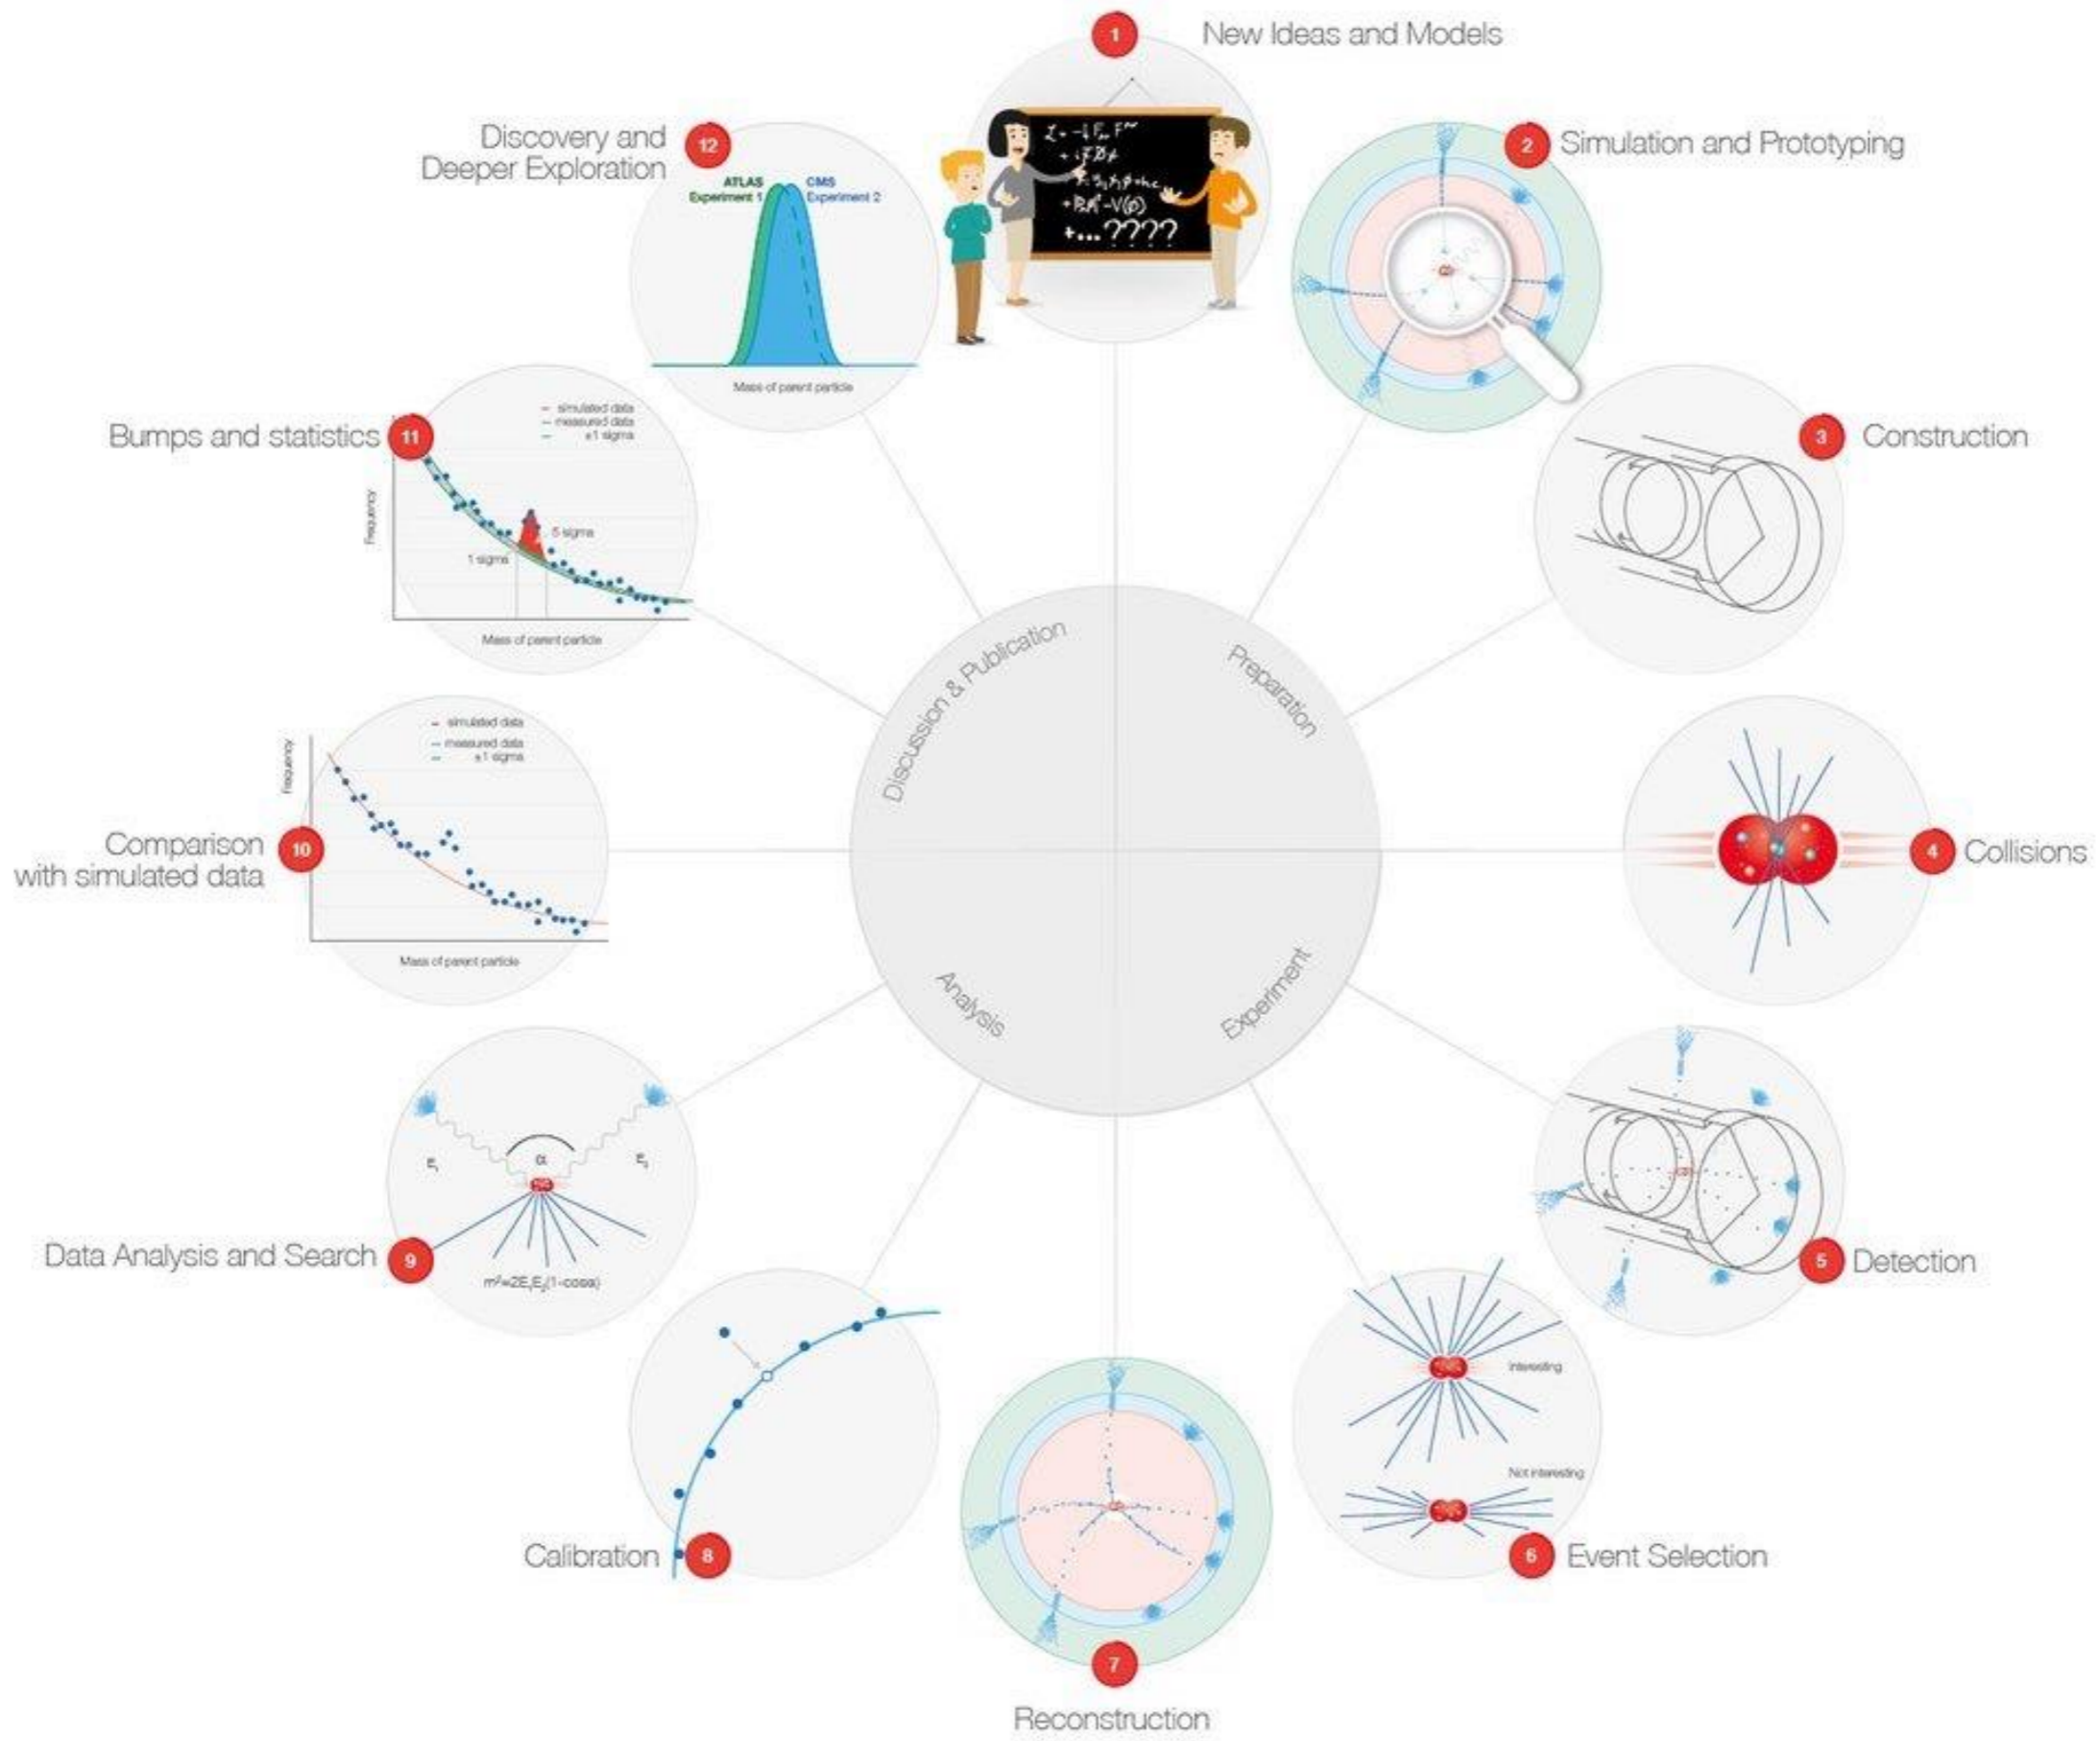 1
New Ideas and Models
2
Simulation and Prototyping
3
Construction
4
Collisions
5
Detection
Interesting
Not interesting
6
Event Selection
7
Reconstruction
Calibration
8
α
m²=2E₁E₂(1-cosα)
Data Analysis and Search
9
simulated data
measured data
±1 sigma
Frequency
Mass of parent particle
Comparison
with simulated data
10
Bumps and statistics
11
simulated data
measured data
±1 sigma
Frequency
5 sigma
1 sigma
Mass of parent particle
Discovery and
Deeper Exploration
12
ATLAS
Experiment 1
CMS
Experiment 2
Mass of parent particle
+...????
Discussion & Publication
Preparation
Analysis
Experiment